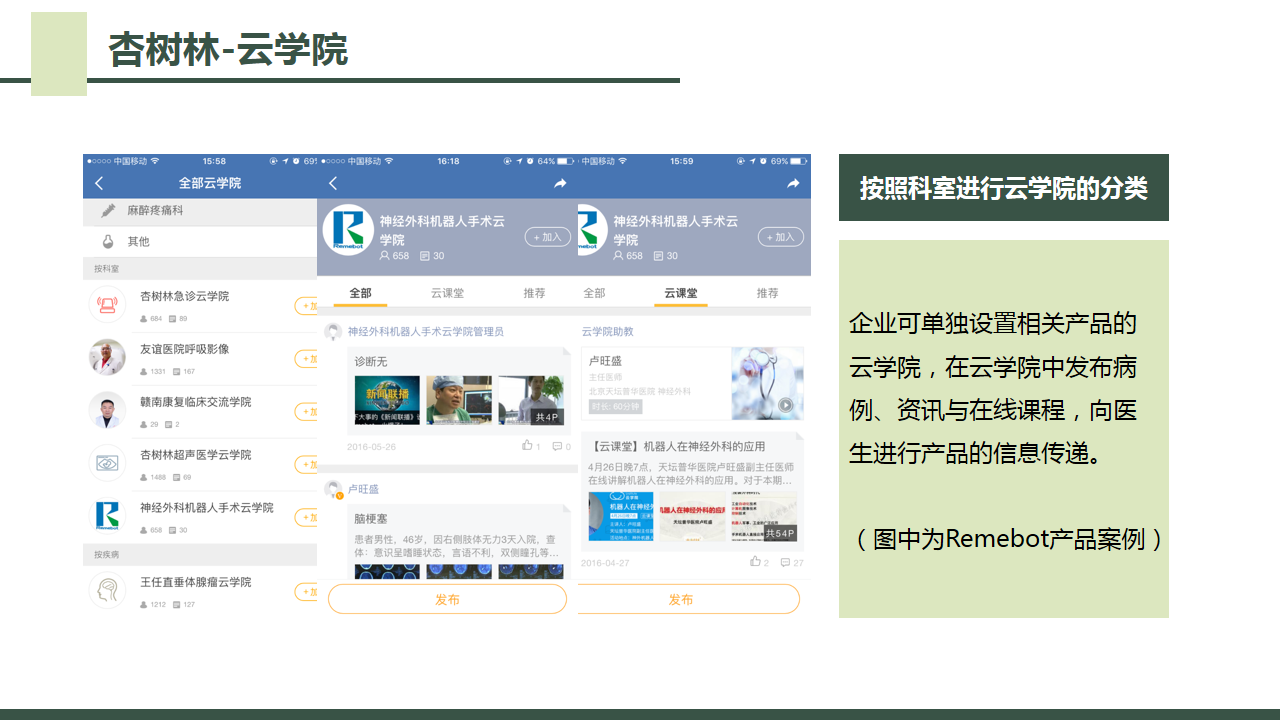 杏树林-云学院
●○○○○ 中国移动
15:58
全部云学院
麻醉疼痛科
其他
按科室
杏树林急诊云学院
684 89
友谊医院呼吸影像
1331 167
赣南康复临床交流学院
29 2
杏树林超声医学云学院
1488 69
神经外科机器人手术云学院
658 30
按疾病
王任直垂体腺瘤云学院
1212 127
●○○○○ 中国移动
16:18
64%
Remebot
神经外科机器人手术云
学院
658 30
+ 加入
全部 云课堂 推荐
神经外科机器人手术云学院管理员
诊断无
新闻联播
共4P
2016-05-26
1 0
卢旺盛
脑梗塞
患者男性，46岁，因右侧肢体无力3天入院，查
体：意识呈嗜睡状态，言语不利，双侧瞳孔等...
发布
中国移动
15:59
69%
神经外科机器人手术云
学院
658 30
+ 加入
全部 云课堂 推荐
云学院助教
卢旺盛
主任医师
北京天坛普华医院 神经外科
时长: 60分钟
【云课堂】机器人在神经外科的应用
4月26日晚7点，天坛普华医院卢旺盛副主任医师
在线讲解机器人在神经外科的应用。对于本期...
共54P
2016-04-27
2 27
发布
按照科室进行云学院的分类
企业可单独设置相关产品的
云学院，在云学院中发布病
例、资讯与在线课程，向医
生进行产品的信息传递。
（图中为Remebot产品案例）